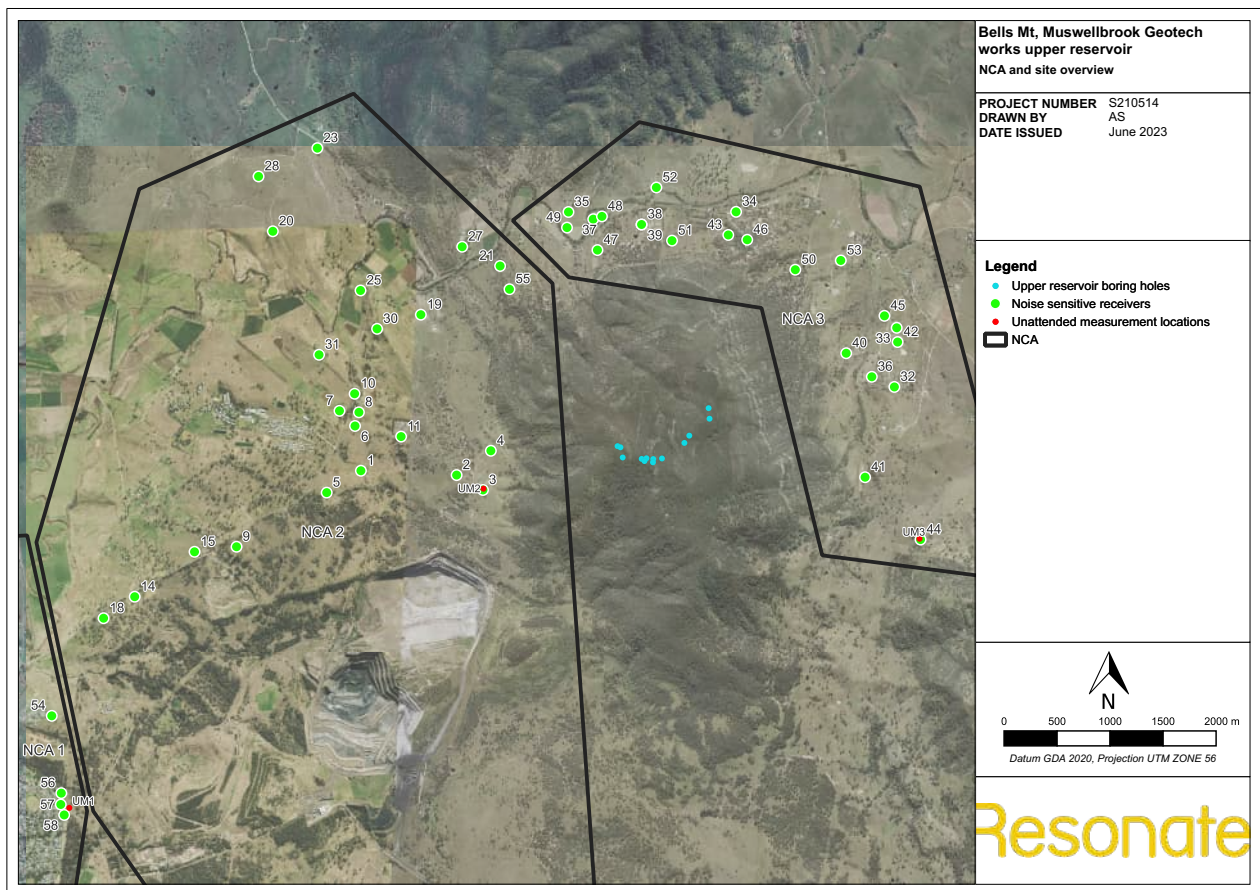 Bells Mt, Muswellbrook Geotech
works upper reservoir
NCA and site overview
PROJECT NUMBER S210514
DRAWN BY AS
DATE ISSUED June 2023
Legend
Upper reservoir boring holes
Noise sensitive receivers
Unattended measurement locations
NCA
N
0 500 1000 1500 2000 m
Datum GDA 2020, Projection UTM ZONE 56
Resonate
23
28
20
52
35
34
49
48
37
38
39
51
43
46
47
27
21
55
50
53
25
19
30
45
NCA 3
42
33
31
40
36
32
10
7
8
6
11
4
1
2
3
UM2
5
41
NCA 2
44
UM3
15
9
14
18
54
NCA 1
56
57
UM1
58